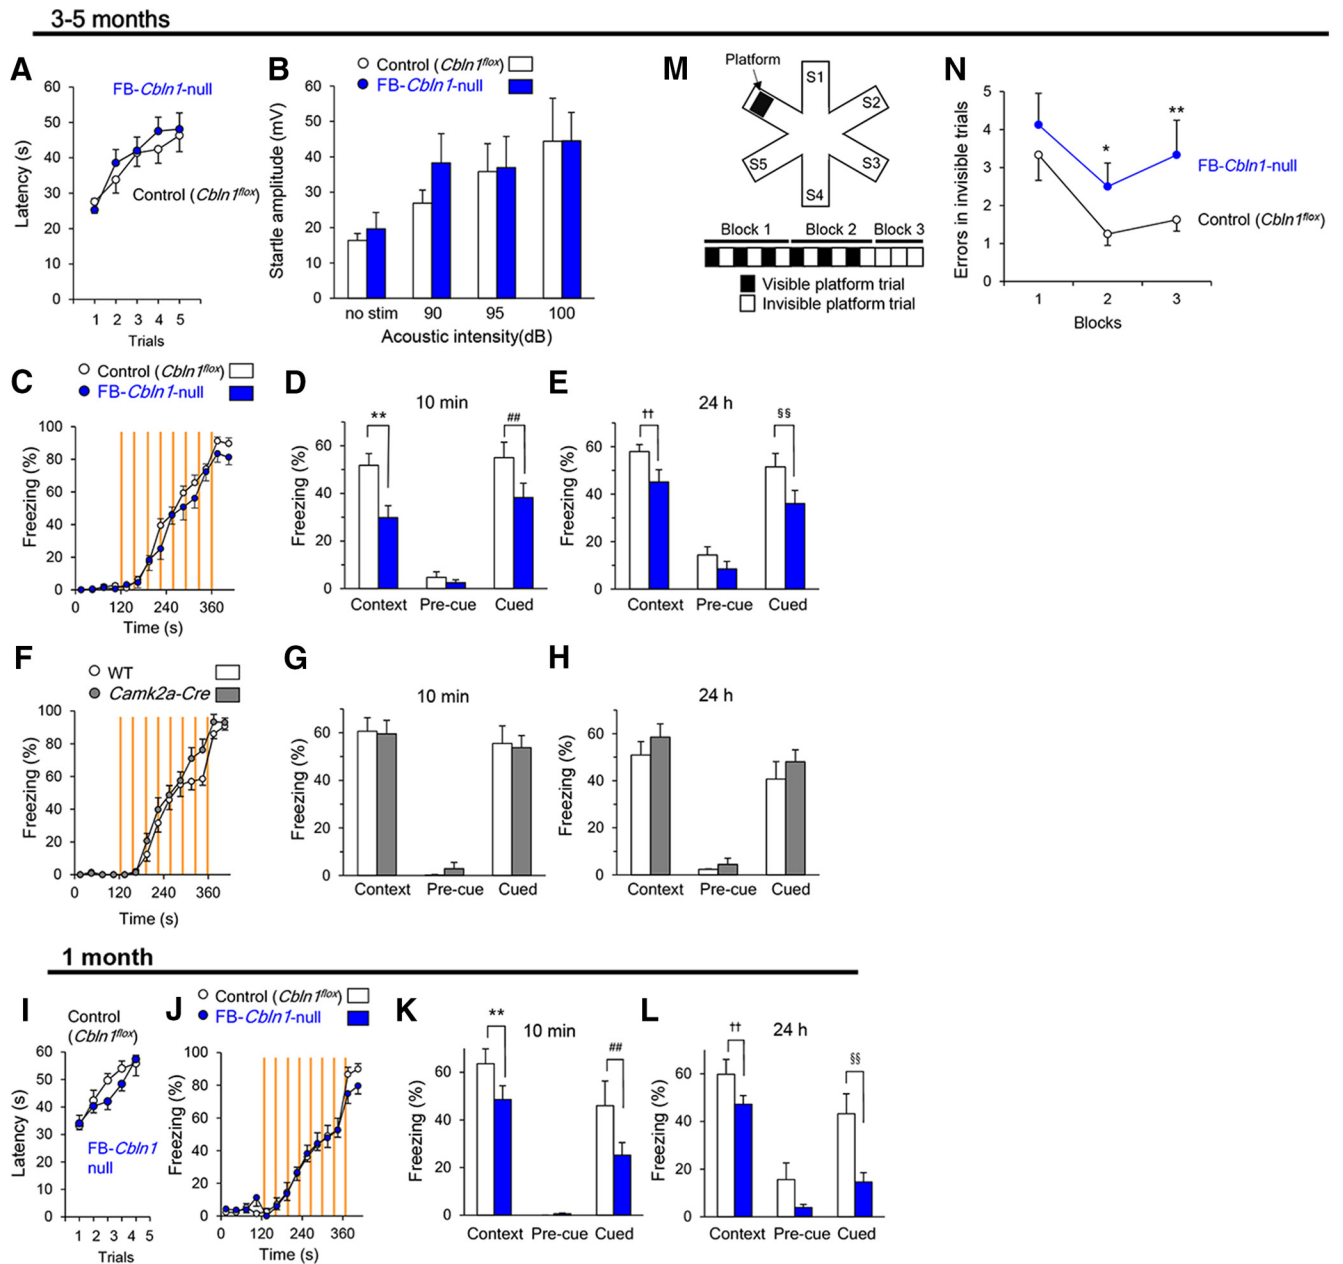 3-5 months
A
60
50
40
30
20
10
0
Latency (s)
FB-Cbln1-null
Control (Cbln1flox)
1 2 3 4 5
Trials
B
Control (Cbln1flox)
FB-Cbln1-null
60
50
40
30
20
10
0
Startle amplitude (mV)
no stim 90 95 100
Acoustic intensity(dB)
M
Platform
S1
S2
S3
S4
S5
Block 1 Block 2 Block 3
Visible platform trial
Invisible platform trial
N
5
4
3
2
1
0
Errors in invisible trials
*
**
FB-Cbln1-null
Control (Cbln1flox)
1 2 3
Blocks
C
Control (Cbln1flox)
FB-Cbln1-null
100
80
60
40
20
0
Freezing (%)
0 120 240 360
Time (s)
D
10 min
**
##
60
40
20
0
Freezing (%)
Context Pre-cue Cued
E
24 h
††
§§
60
40
20
0
Freezing (%)
Context Pre-cue Cued
F
WT
Camk2a-Cre
100
80
60
40
20
0
Freezing (%)
0 120 240 360
Time (s)
G
10 min
60
40
20
0
Freezing (%)
Context Pre-cue Cued
H
24 h
60
40
20
0
Freezing (%)
Context Pre-cue Cued
1 month
I
Control
(Cbln1flox)
60
50
40
30
20
10
0
Latency (s)
FB-Cbln1
null
1 2 3 4 5
Trials
J
Control (Cbln1flox)
FB-Cbln1-null
100
80
60
40
20
0
Freezing (%)
0 120 240 360
Time (s)
K
10 min
**
##
60
40
20
0
Freezing (%)
Context Pre-cue Cued
L
24 h
††
§§
60
40
20
0
Freezing (%)
Context Pre-cue Cued